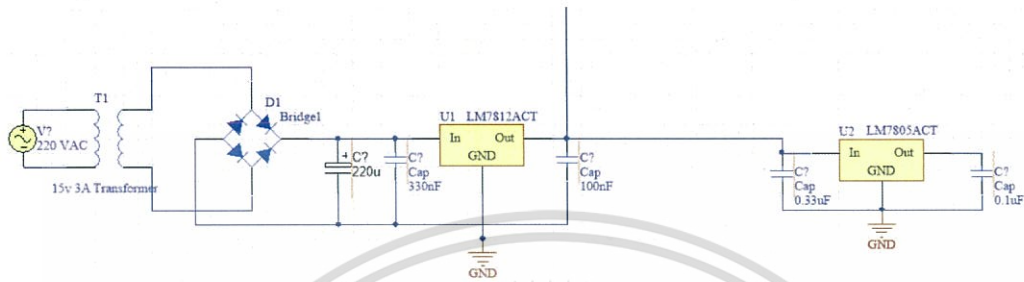 T1
V?
220 VAC
15v 3A Transformer
D1
Bridge1
+
C?
220u
C?
Cap
330nF
U1 LM7812ACT
In Out
GND
GND
C?
Cap
100nF
U2 LM7805ACT
In Out
GND
GND
C?
Cap
0.33uF
C?
Cap
0.1uF